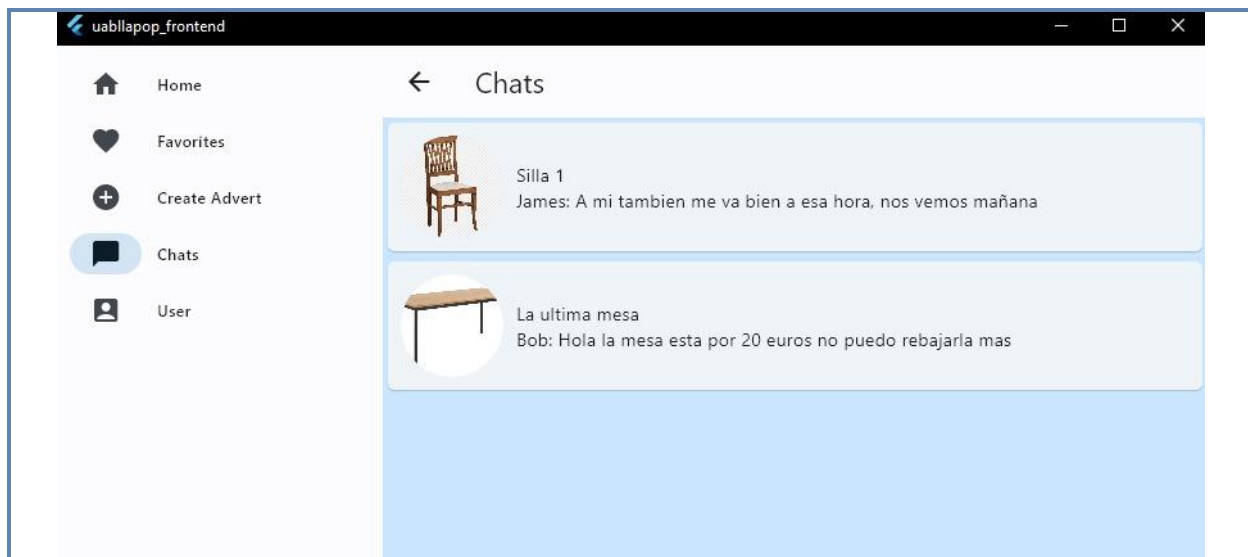 uabllapop_frontend
Home
Favorites
Create Advert
Chats
User
Chats
Silla 1
James: A mi tambien me va bien a esa hora, nos vemos mañana
La ultima mesa
Bob: Hola la mesa esta por 20 euros no puedo rebajarla mas